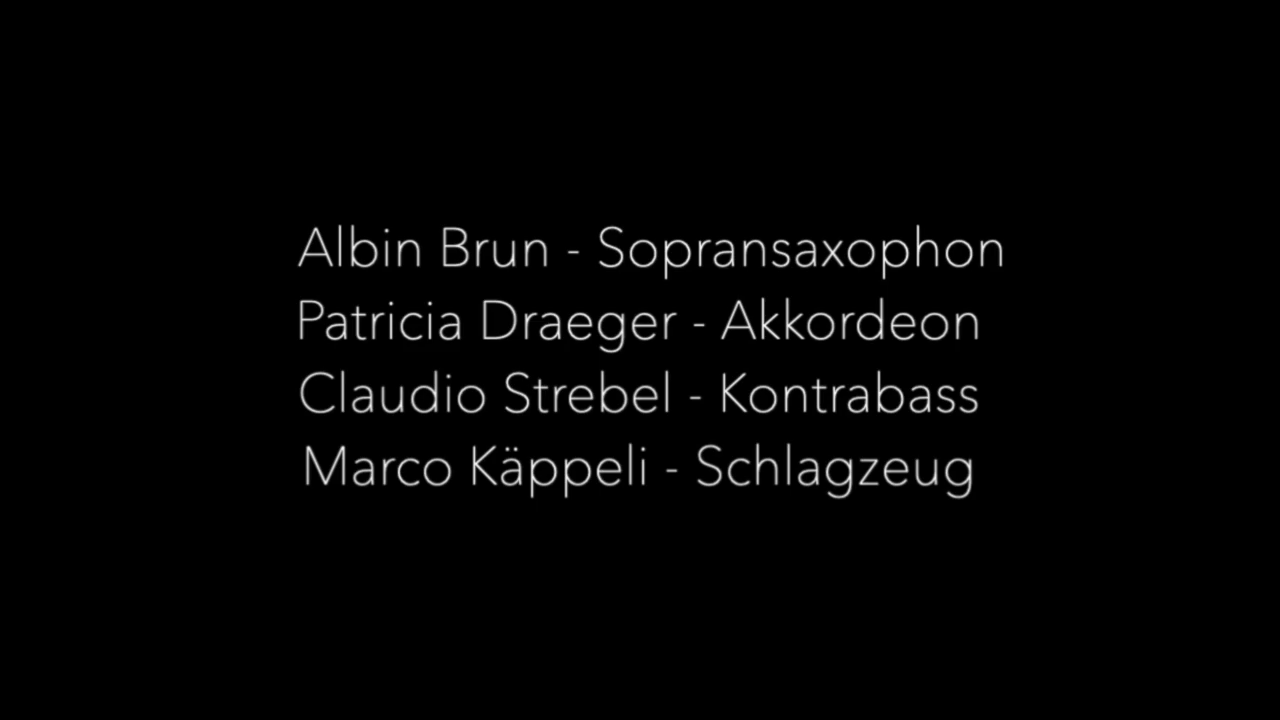 Albin Brun - Sopransaxophon
Patricia Draeger - Akkordeon
Claudio Strebel - Kontrabass
Marco Käppeli - Schlagzeug